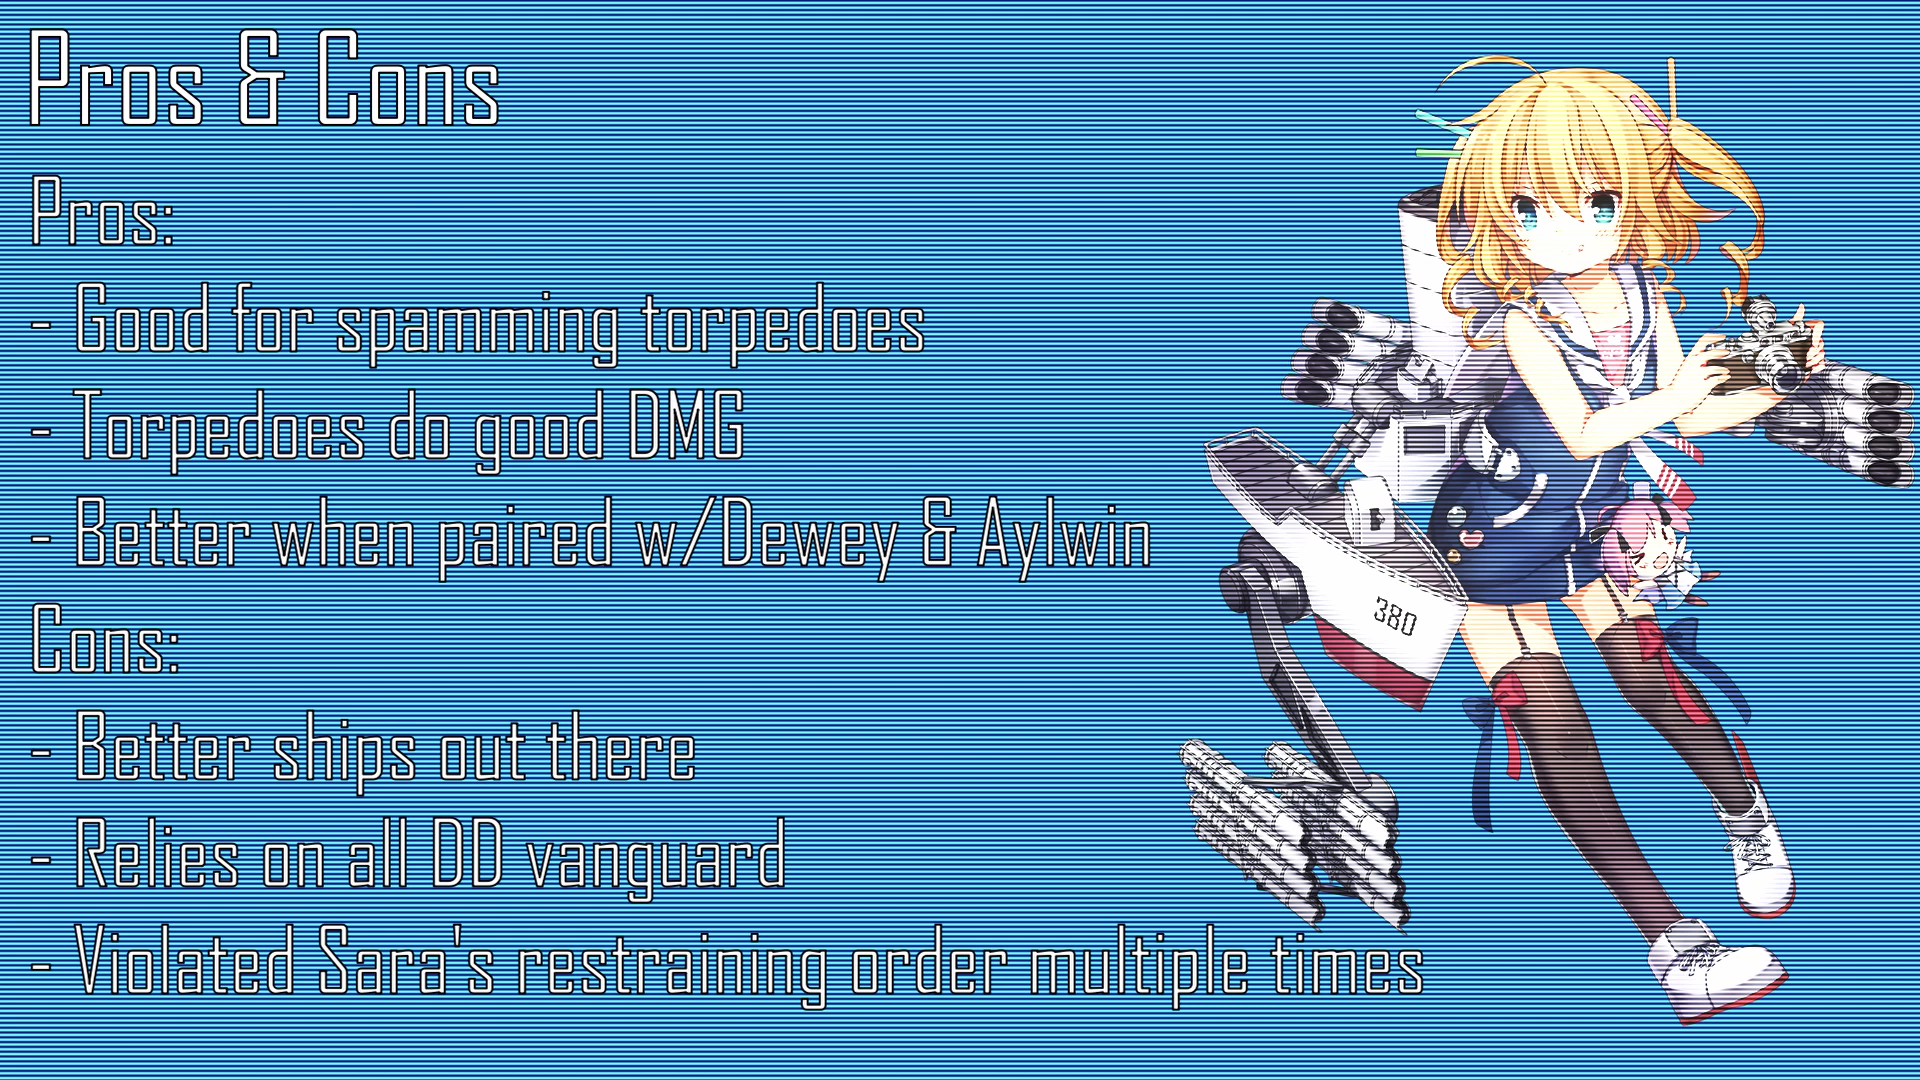 Pros & Cons
Pros:
- Good for spamming torpedoes
- Torpedoes do good DMG
- Better when paired w/Dewey & Aylwin
Cons:
- Better ships out there
- Relies on all DD vanguard
- Violated Sara's restraining order multiple times
380